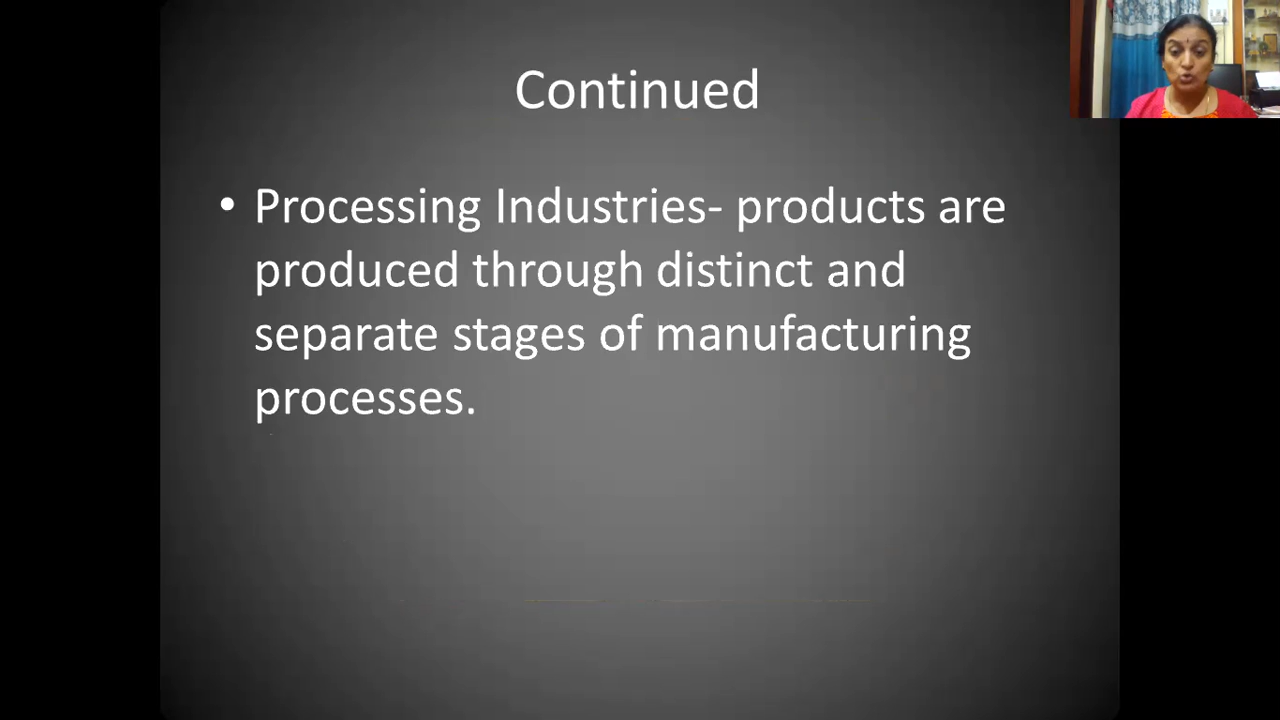 Continued
• Processing Industries- products are
produced through distinct and
separate stages of manufacturing
processes.